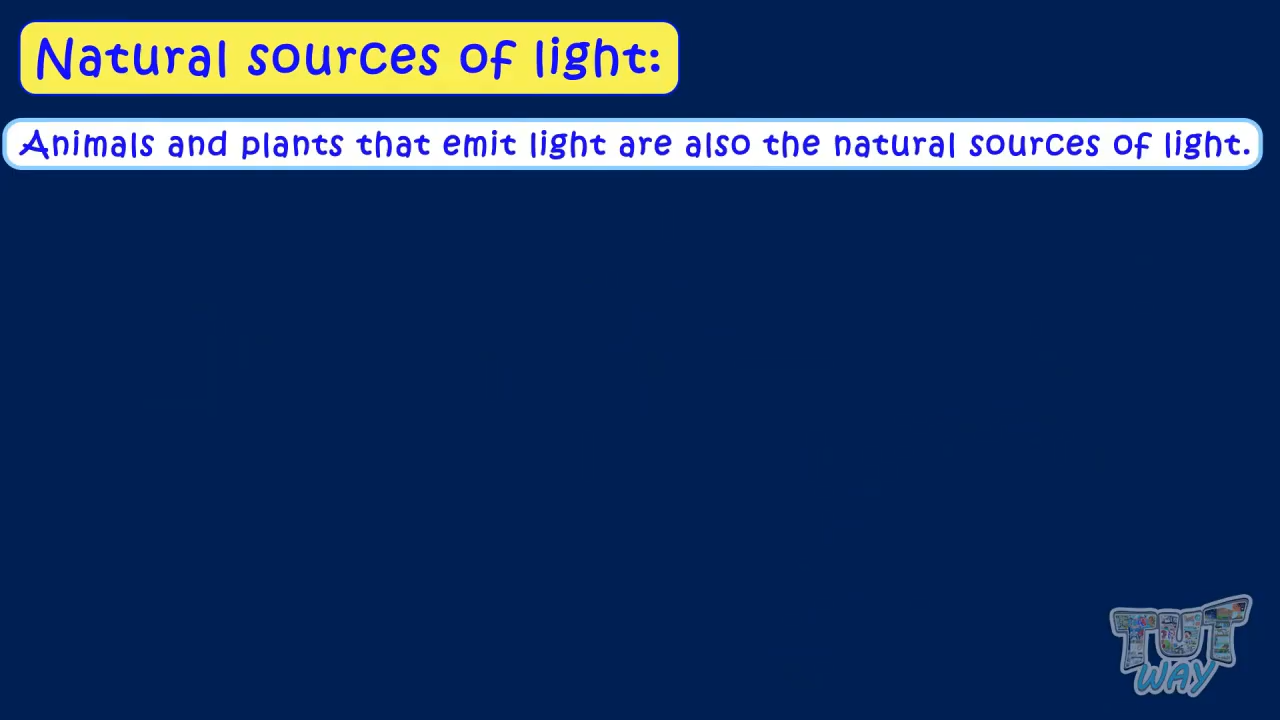 Natural sources of light:
Animals and plants that emit light are also the natural sources of light.
TUT
WAY